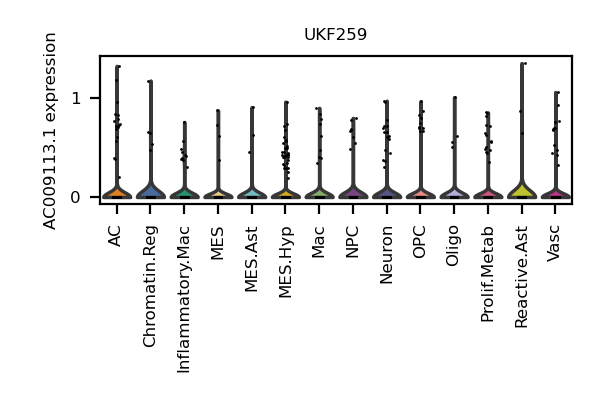 UKF259
AC009113.1 expression
1
0
AC
Chromatin.Reg
Inflammatory.Mac
MES
MES.Ast
MES.Hyp
Mac
NPC
Neuron
OPC
Oligo
Prolif.Metab
Reactive.Ast
Vasc